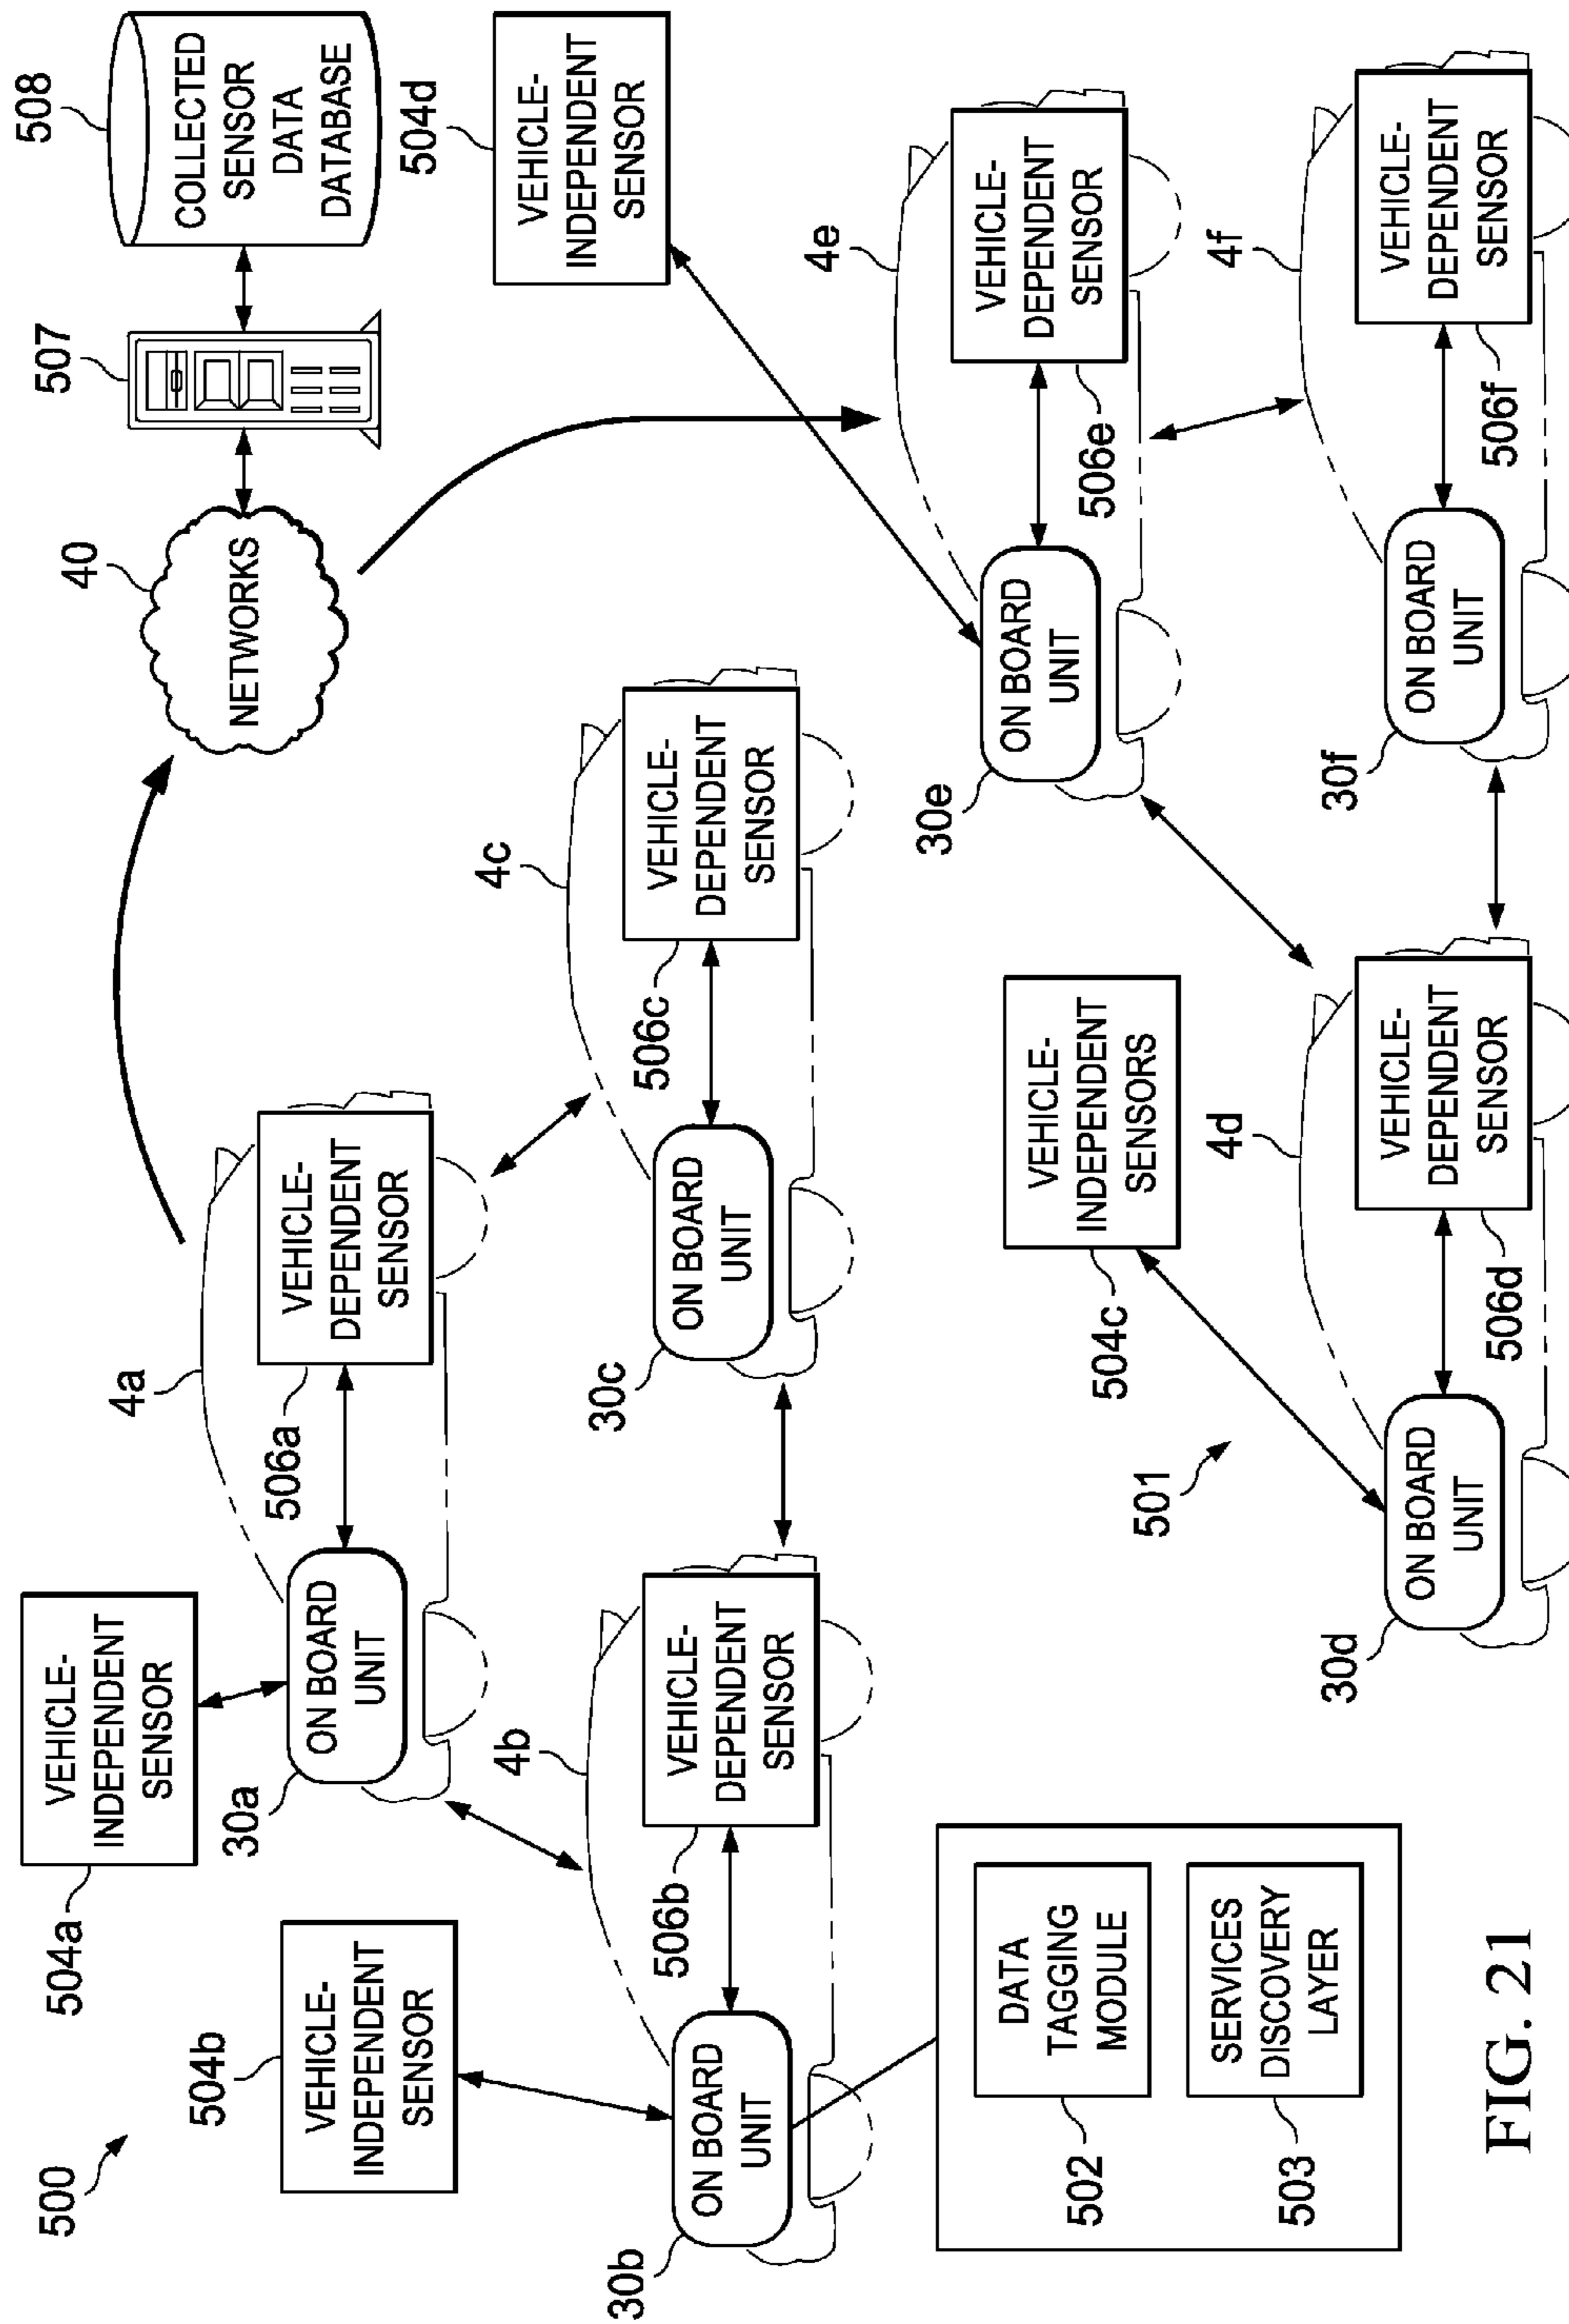 500
504a
VEHICLE-
INDEPENDENT
SENSOR
504b
VEHICLE-
INDEPENDENT
SENSOR
30a
ON BOARD
UNIT
506a
4a
VEHICLE-
DEPENDENT
SENSOR
40
NETWORKS
507
508
COLLECTED
SENSOR
DATA
DATABASE
504d
VEHICLE-
INDEPENDENT
SENSOR
30b
ON BOARD
UNIT
506b
4b
VEHICLE-
DEPENDENT
SENSOR
30c
ON BOARD
UNIT
506c
4c
VEHICLE-
DEPENDENT
SENSOR
30e
ON BOARD
UNIT
506e
4e
VEHICLE-
DEPENDENT
SENSOR
502
DATA
TAGGING
MODULE
503
SERVICES
DISCOVERY
LAYER
501
504c
VEHICLE-
INDEPENDENT
SENSORS
30d
ON BOARD
UNIT
506d
4d
VEHICLE-
DEPENDENT
SENSOR
30f
ON BOARD
UNIT
506f
4f
VEHICLE-
DEPENDENT
SENSOR
FIG. 21